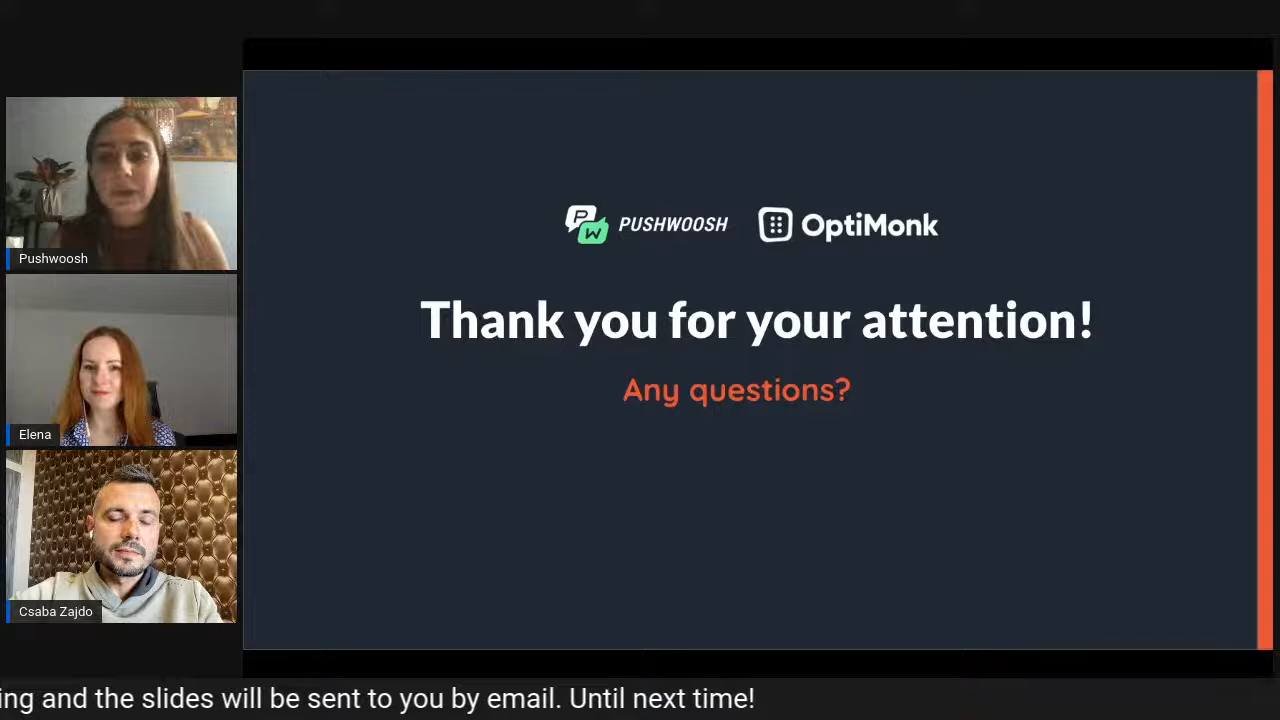 Pushwoosh
Elena
Csaba Zajdo
PW PUSHWOOSH OptiMonk
Thank you for your attention!
Any questions?
ing and the slides will be sent to you by email. Until next time!